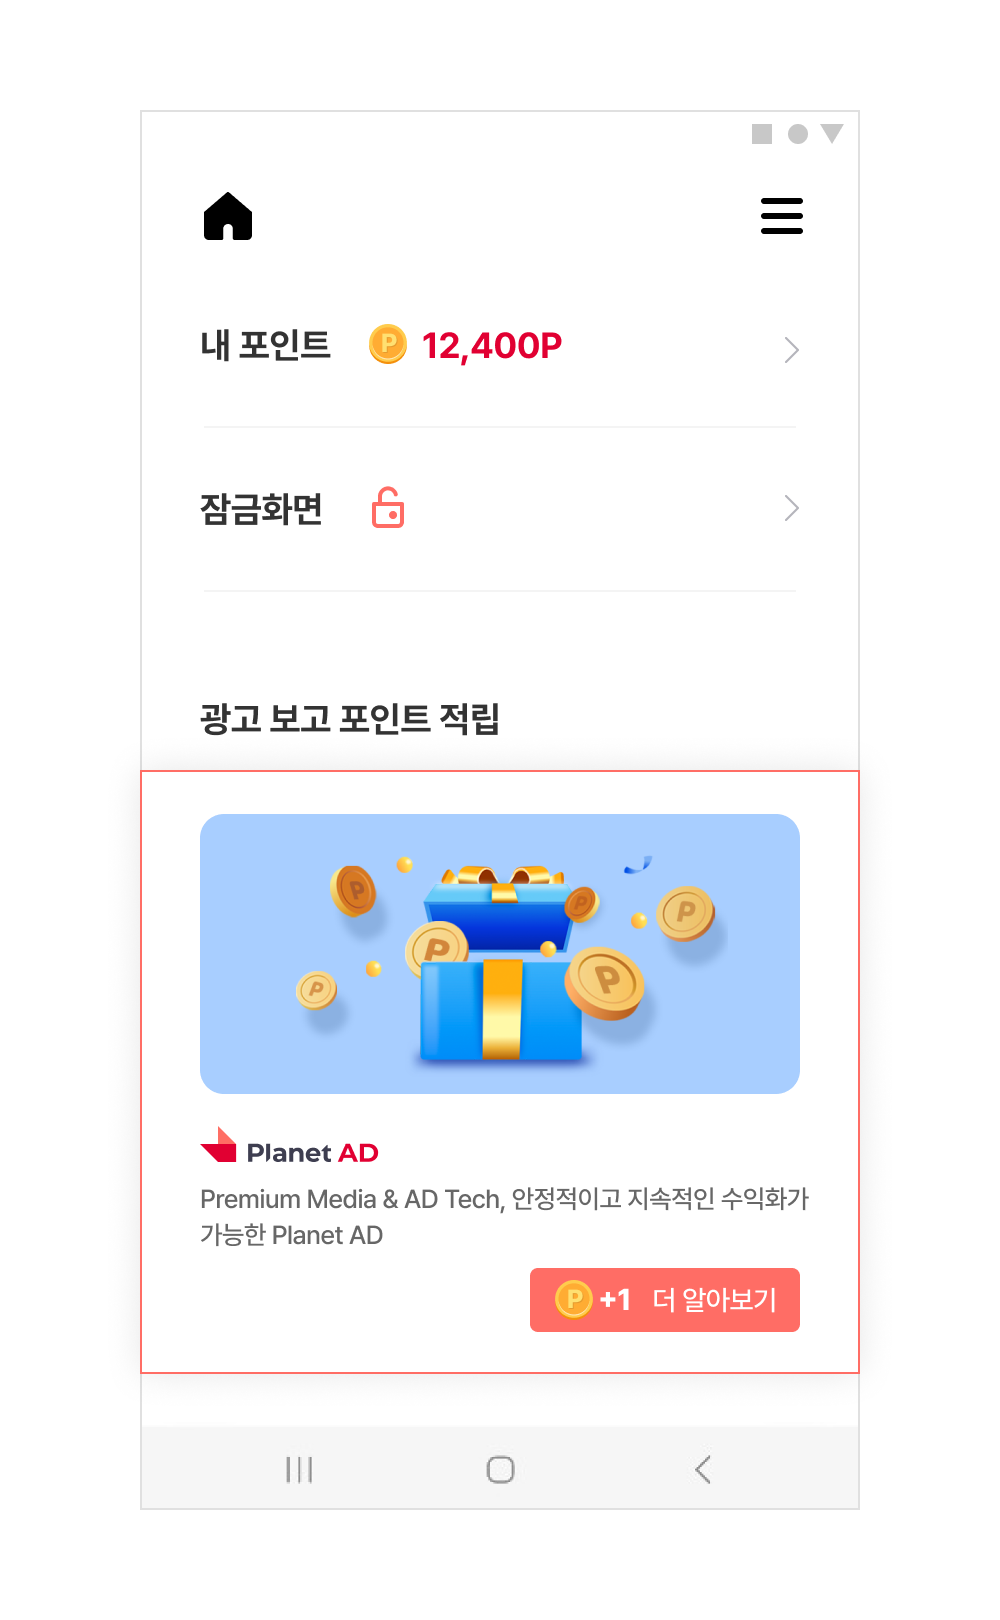 내 포인트 P 12,400P
잠금화면
광고 보고 포인트 적립
P
P
P
P
P
P
Planet AD
Premium Media & AD Tech, 안정적이고 지속적인 수익화가
가능한 Planet AD
P +1 더 알아보기